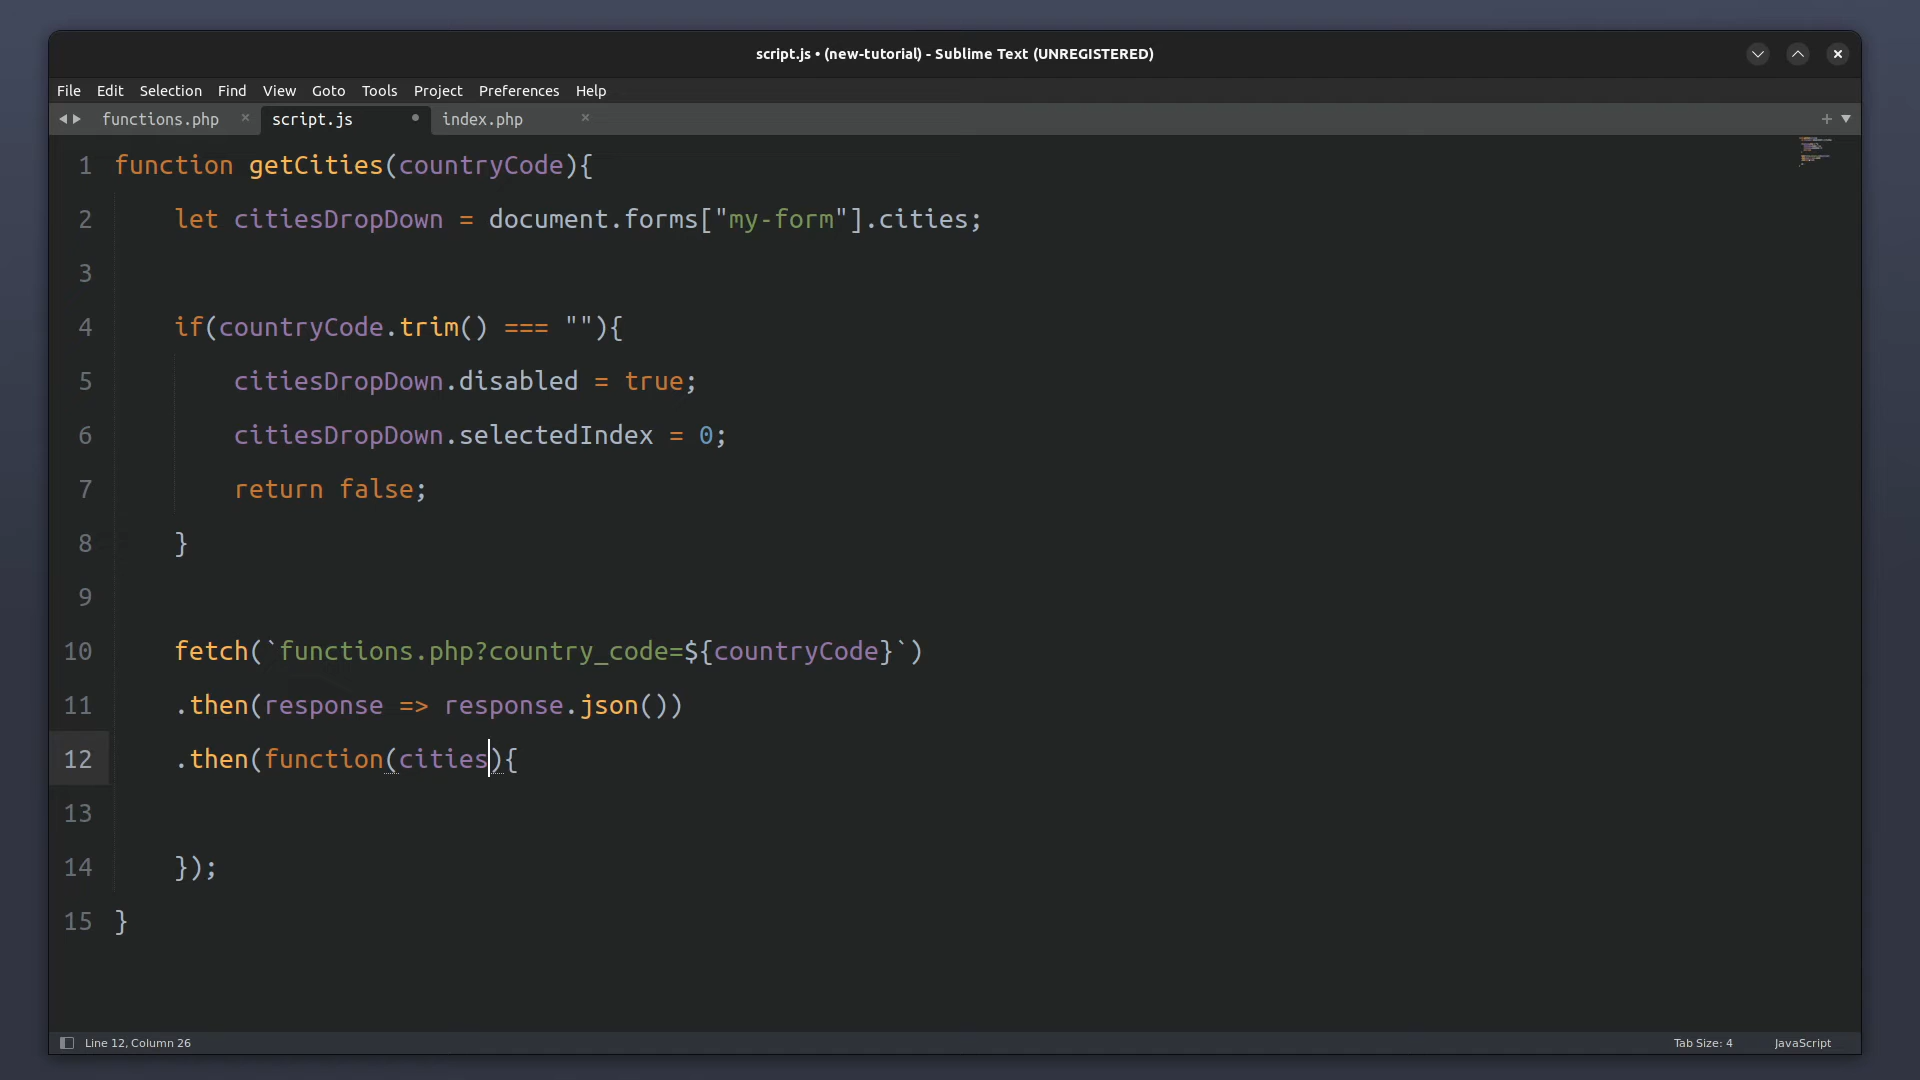 script.js • (new-tutorial) - Sublime Text (UNREGISTERED)
File Edit Selection Find View Goto Tools Project Preferences Help
functions.php script.js index.php
1 function getCities(countryCode){
2 let citiesDropDown = document.forms["my-form"].cities;
3
4 if(countryCode.trim() === ""){
5 citiesDropDown.disabled = true;
6 citiesDropDown.selectedIndex = 0;
7 return false;
8 }
9
10 fetch(`functions.php?country_code=${countryCode}`)
11 .then(response => response.json())
12 .then(function(cities){
13
14 });
15 }
Line 12, Column 26 Tab Size: 4 JavaScript